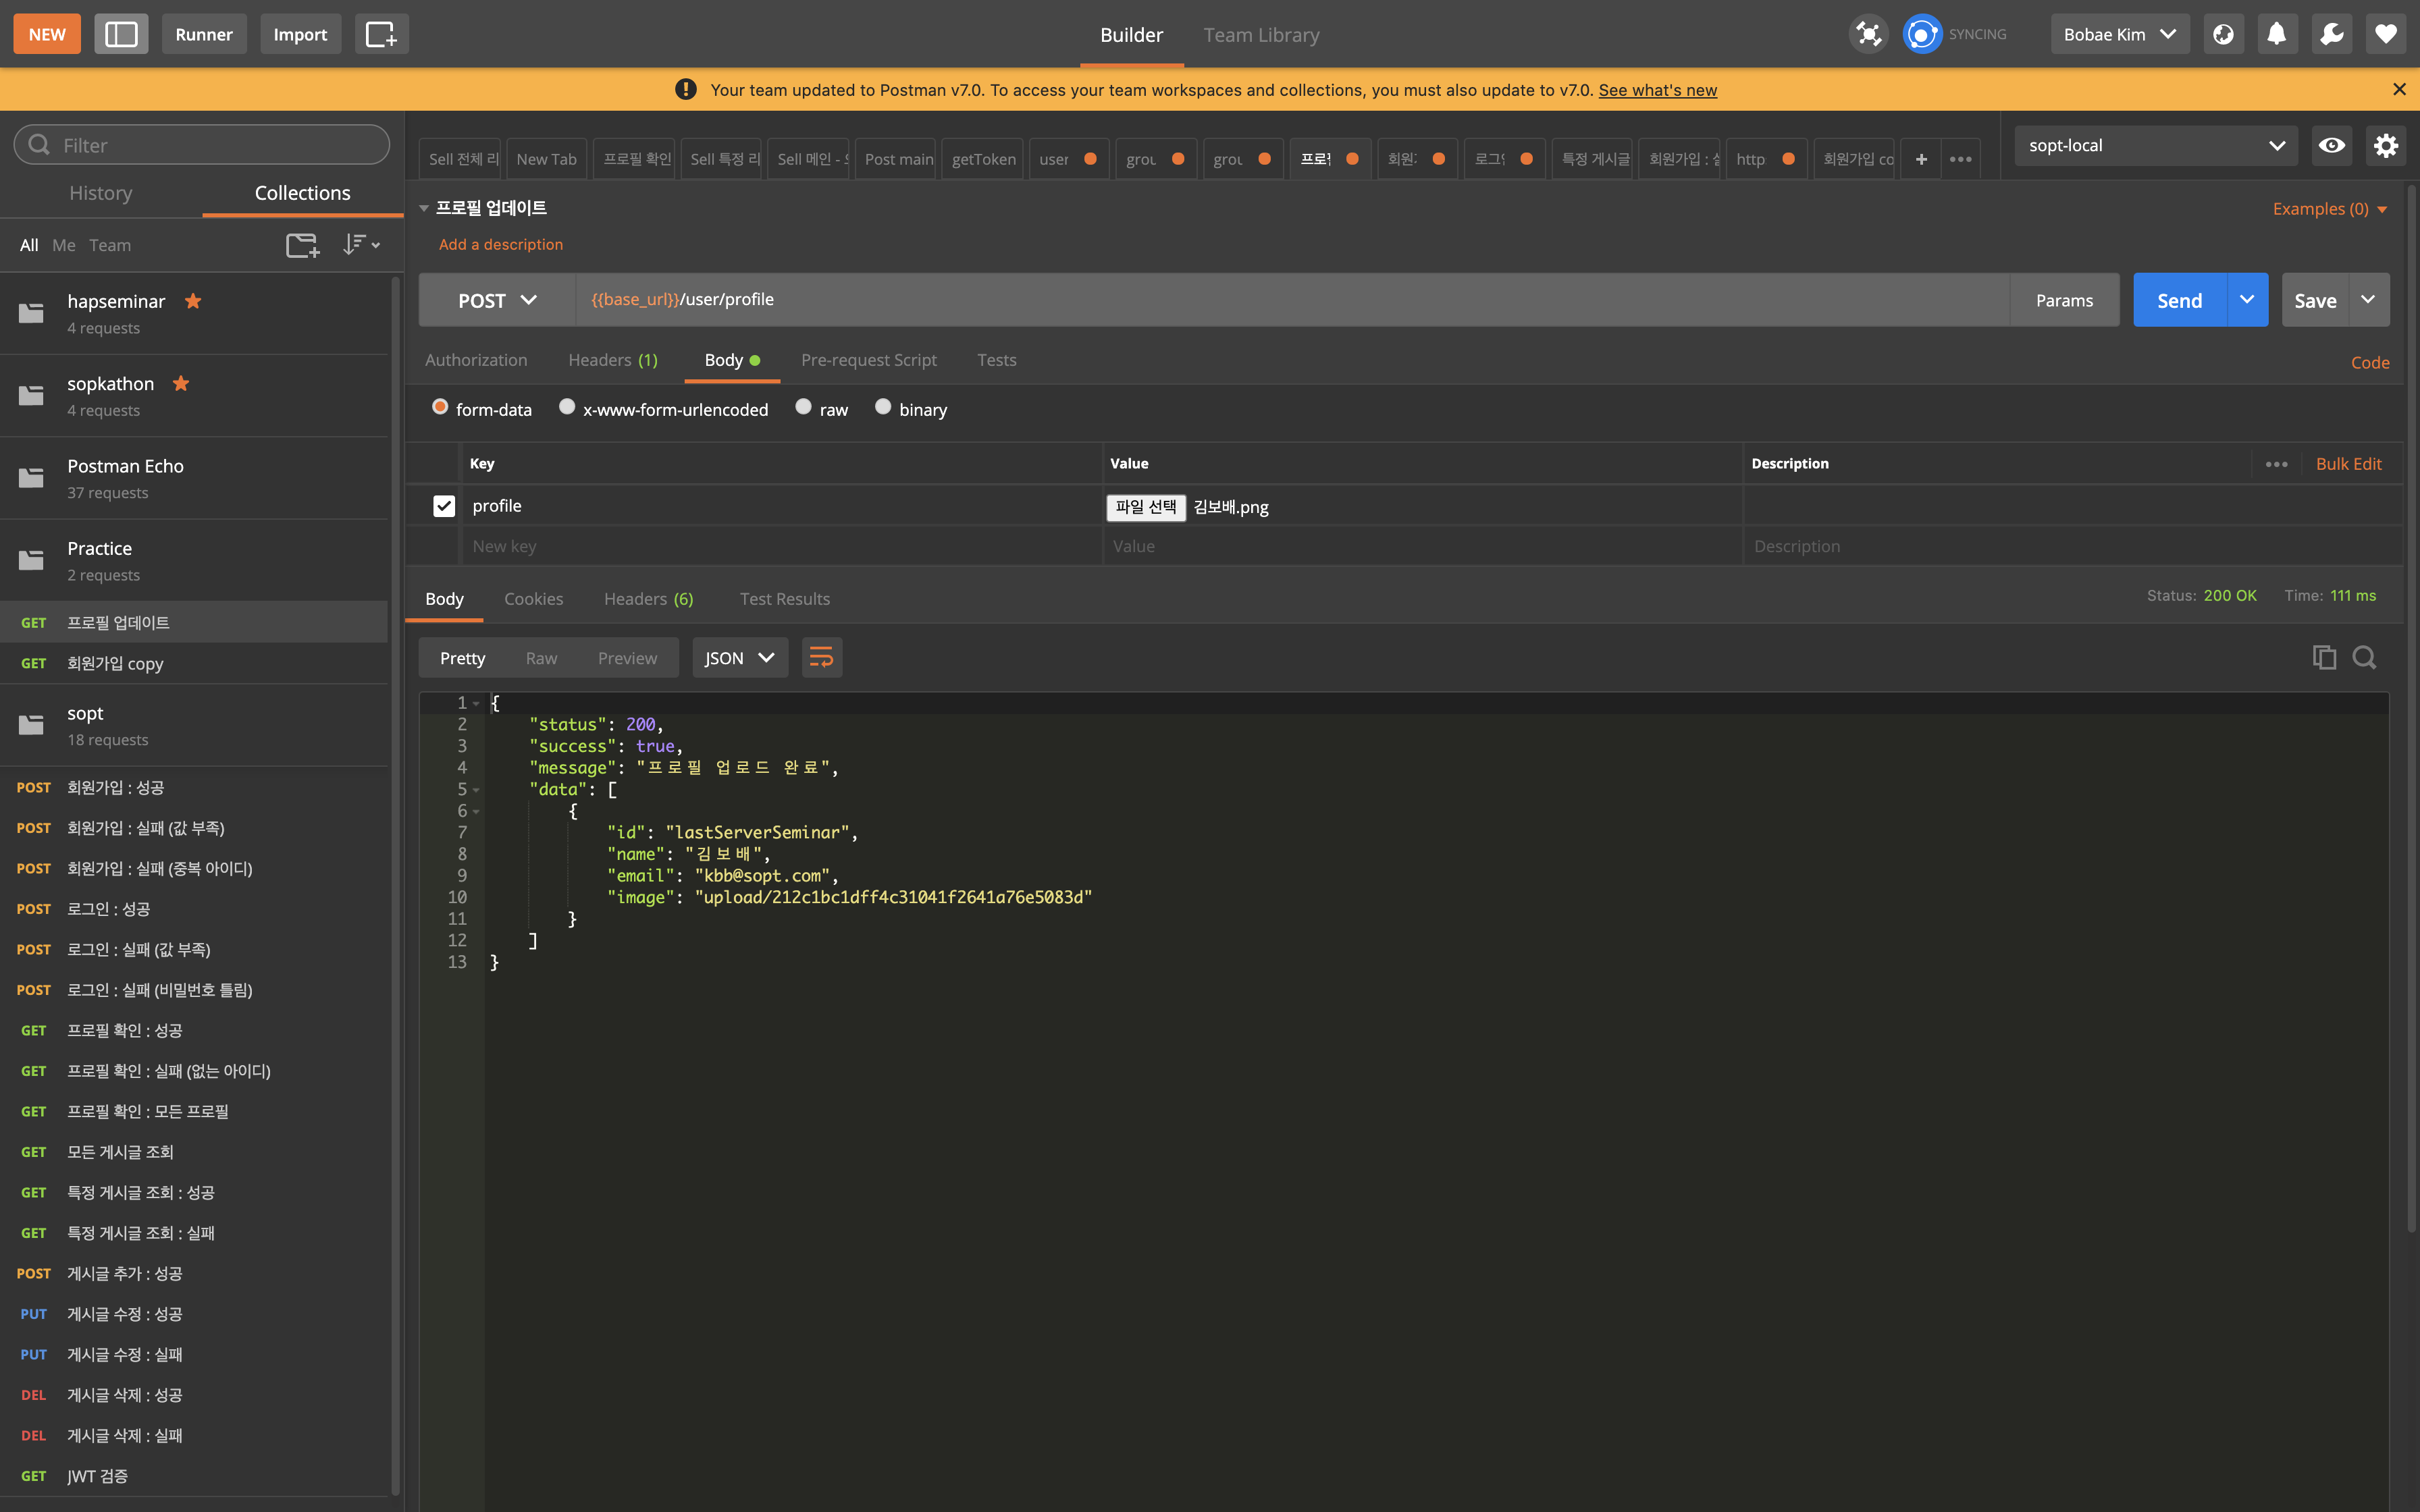 NEW Runner Import Builder Team Library SYNCING Bobae Kim
Your team updated to Postman v7.0. To access your team workspaces and collections, you must also update to v7.0. See what's new
Filter
Sell 전체 리 New Tab 프로필 확인 Sell 특정 리 Sell 메인 - Post main getToken user grou grou 프로필 회원 로그인 특정 게시글 회원가입 : http 회원가입 co + sopt-local
History Collections
All Me Team
hapseminar
4 requests
sopkathon
4 requests
Postman Echo
37 requests
Practice
2 requests
GET 프로필 업데이트
GET 회원가입 copy
sopt
18 requests
POST 회원가입 : 성공
POST 회원가입 : 실패 (값 부족)
POST 회원가입 : 실패 (중복 아이디)
POST 로그인 : 성공
POST 로그인 : 실패 (값 부족)
POST 로그인 : 실패 (비밀번호 틀림)
GET 프로필 확인 : 성공
GET 프로필 확인 : 실패 (없는 아이디)
GET 프로필 확인 : 모든 프로필
GET 모든 게시글 조회
GET 특정 게시글 조회 : 성공
GET 특정 게시글 조회 : 실패
POST 게시글 추가 : 성공
PUT 게시글 수정 : 성공
PUT 게시글 수정 : 실패
DEL 게시글 삭제 : 성공
DEL 게시글 삭제 : 실패
GET JWT 검증
프로필 업데이트 Examples (0)
Add a description
POST {{base_url}}/user/profile Params Send Save
Authorization Headers (1) Body Pre-request Script Tests Code
form-data x-www-form-urlencoded raw binary
Key Value Description Bulk Edit
profile 파일 선택 김보배.png
New key Value Description
Body Cookies Headers (6) Test Results Status: 200 OK Time: 111 ms
Pretty Raw Preview JSON
1 {
2 "status": 200,
3 "success": true,
4 "message": "프로필 업로드 완료",
5 "data": [
6 {
7 "id": "lastServerSeminar",
8 "name": "김보배",
9 "email": "kbb@sopt.com",
10 "image": "upload/212c1bc1dff4c31041f2641a76e5083d"
11 }
12 ]
13 }